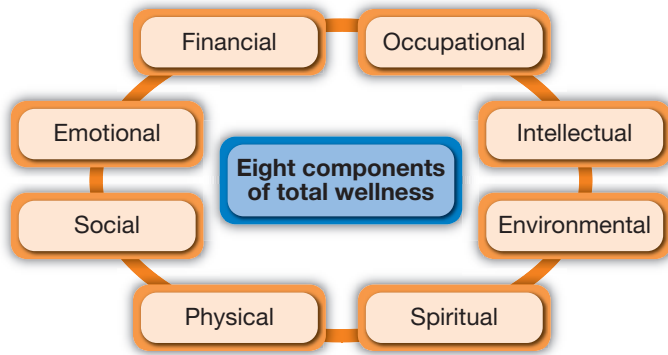 Financial
Occupational
Emotional
Intellectual
Eight components
of total wellness
Social
Environmental
Physical
Spiritual